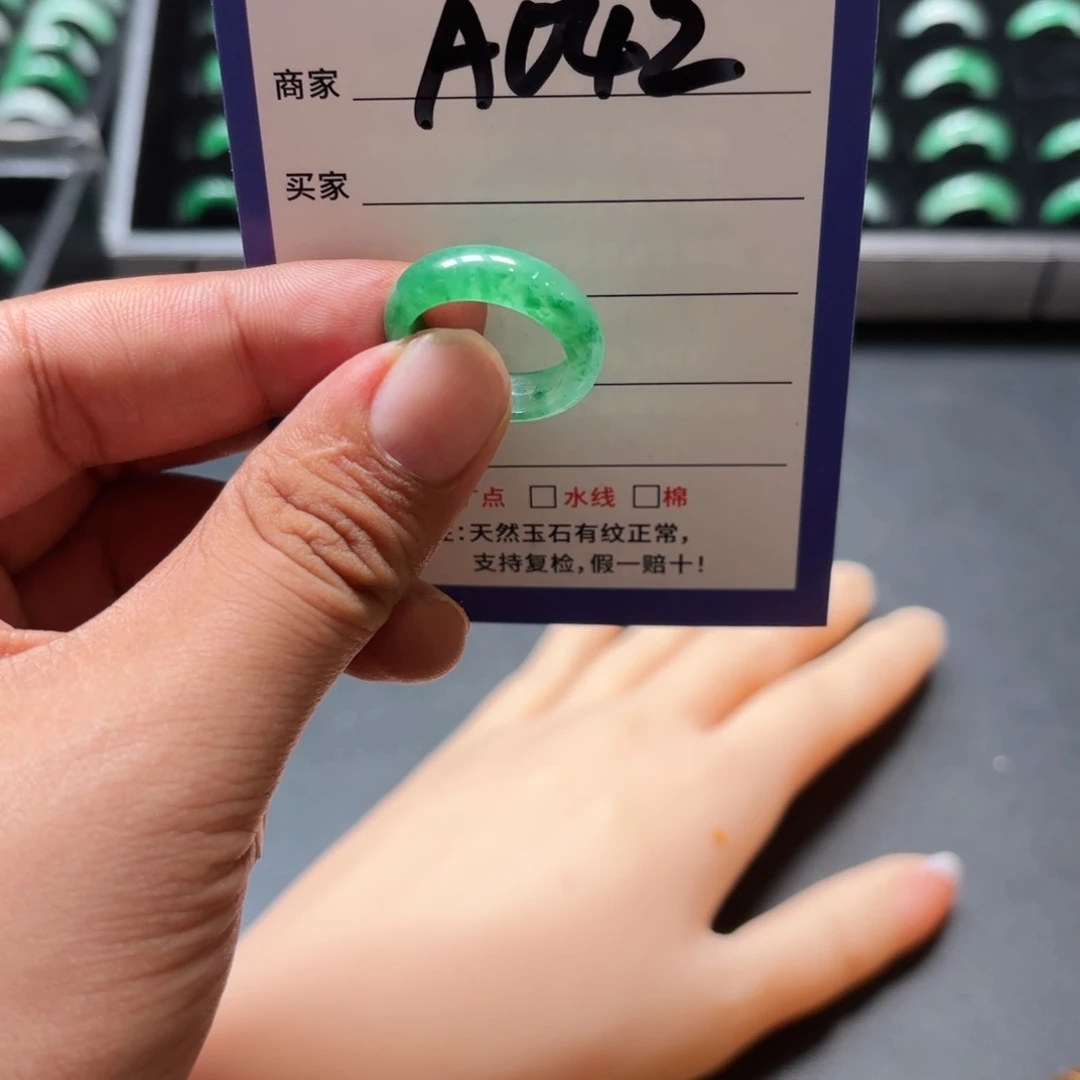 商家 A042
买家
点 □水线 □棉
:天然玉石有纹正常,
支持复检,假一赔十!